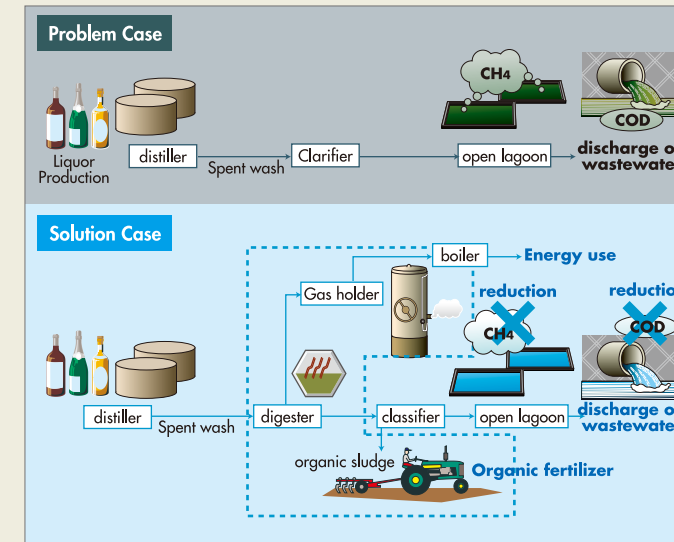 Problem Case
CH4
COD
Liquor
Production
distiller
Spent wash
Clarifier
open lagoon
discharge o
wastewate
Solution Case
boiler
Energy use
Gas holder
reduction
reductio
CH4
COD
distiller
Spent wash
digester
classifier
open lagoon
discharge o
wastewate
organic sludge
Organic fertilizer